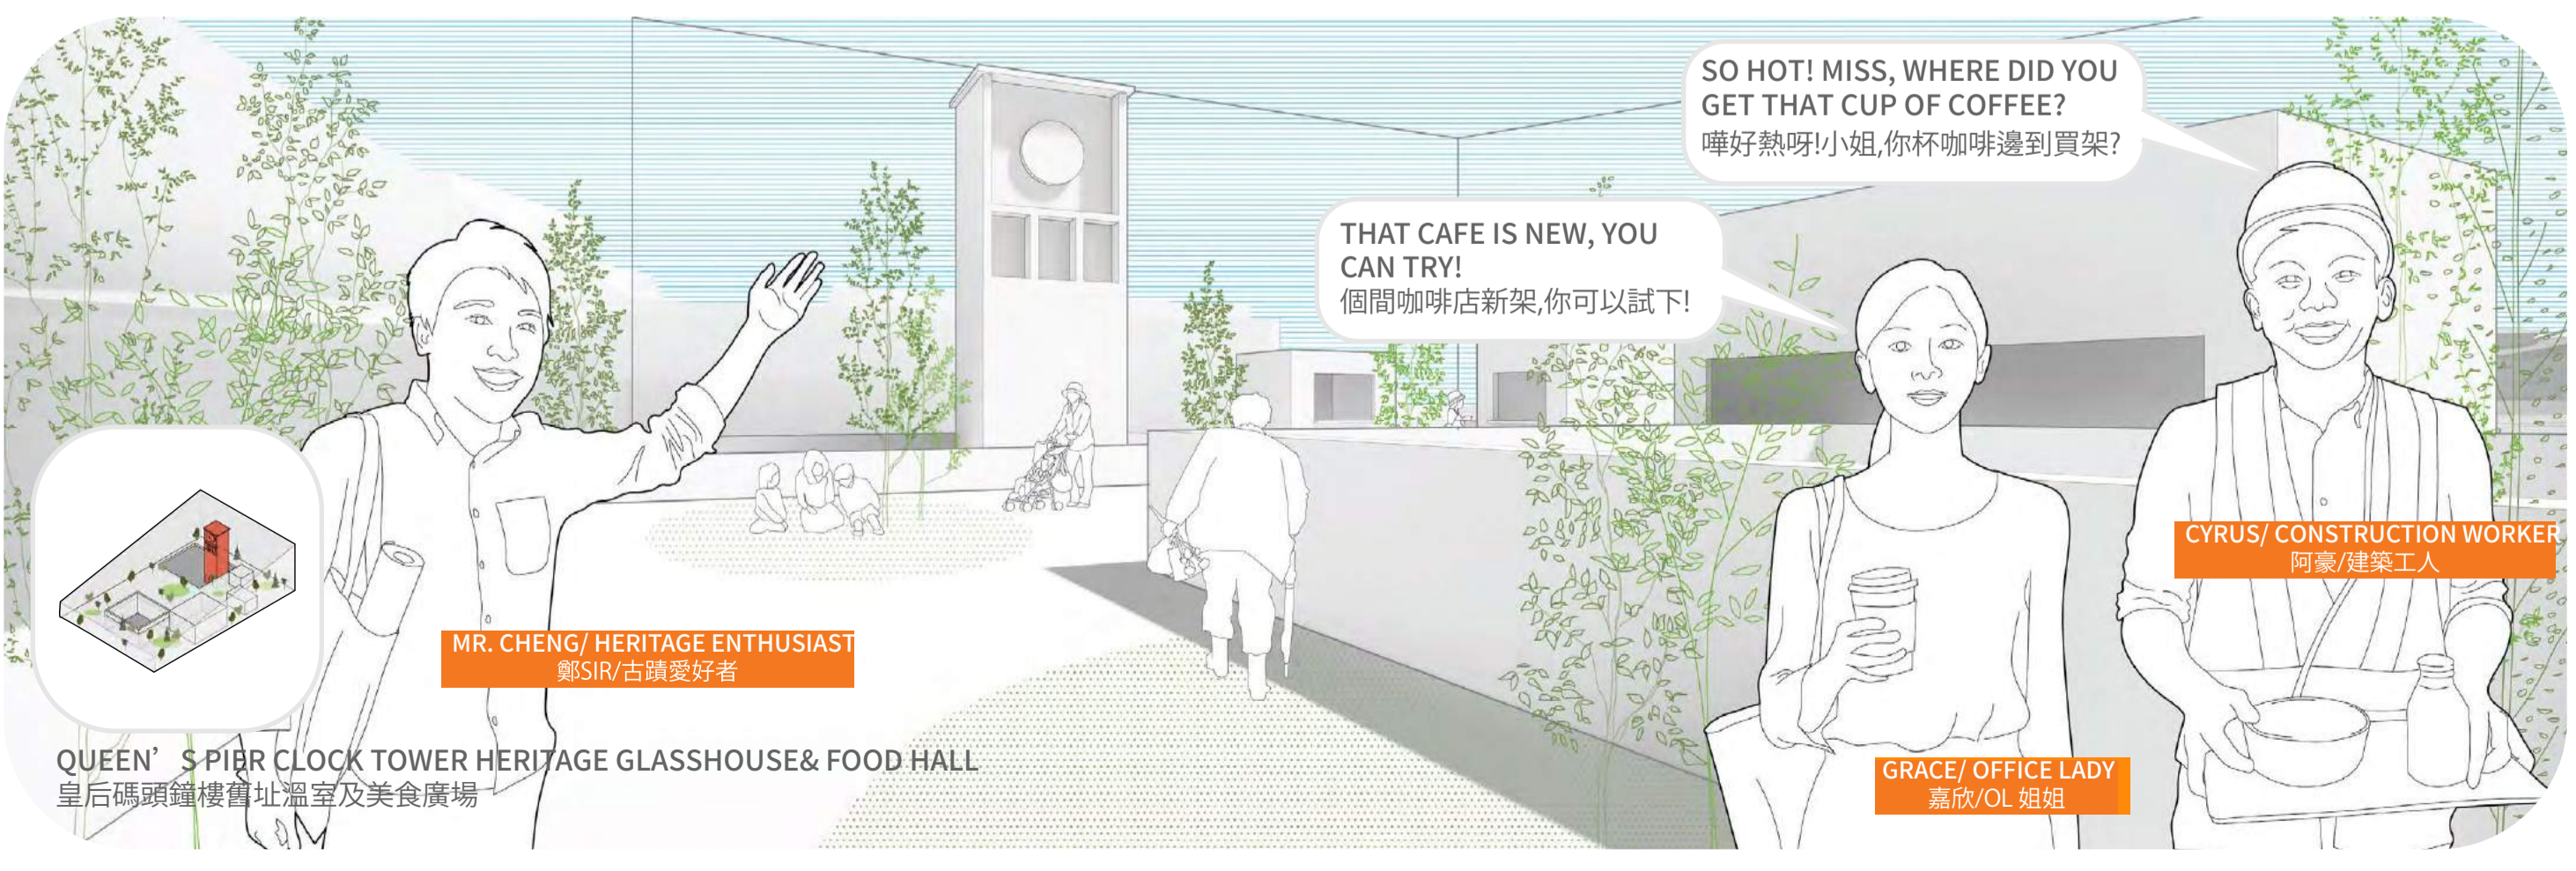 SO HOT! MISS, WHERE DID YOU
GET THAT CUP OF COFFEE?
嘩好熱呀!小姐,你杯咖啡邊到買架?
THAT CAFE IS NEW, YOU
CAN TRY!
個間咖啡店新架,你可以試下!
CYRUS/ CONSTRUCTION WORKER
阿豪/建築工人
MR. CHENG/ HERITAGE ENTHUSIAST
鄭SIR/古蹟愛好者
GRACE/ OFFICE LADY
嘉欣/OL 姐姐
QUEEN’S PIER CLOCK TOWER HERITAGE GLASSHOUSE& FOOD HALL
皇后碼頭鐘樓舊址溫室及美食廣場